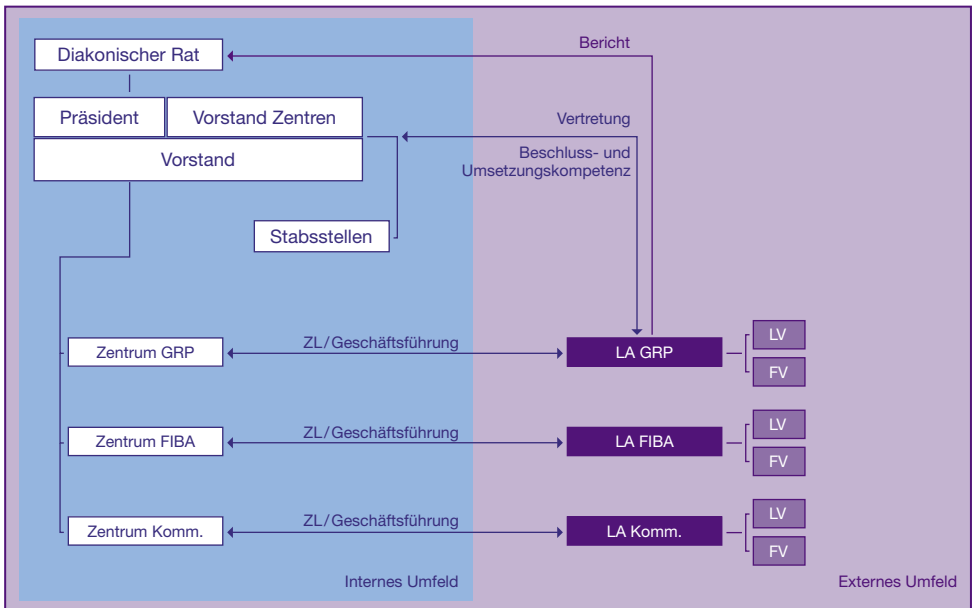 Bericht
Diakonischer Rat
Präsident
Vorstand Zentren
Vertretung
Vorstand
Beschluss- und
Umsetzungskompetenz
Stabsstellen
Zentrum GRP
ZL/Geschäftsführung
LA GRP
LV
FV
Zentrum FIBA
ZL/Geschäftsführung
LA FIBA
LV
FV
Zentrum Komm.
ZL/Geschäftsführung
LA Komm.
LV
FV
Internes Umfeld
Externes Umfeld